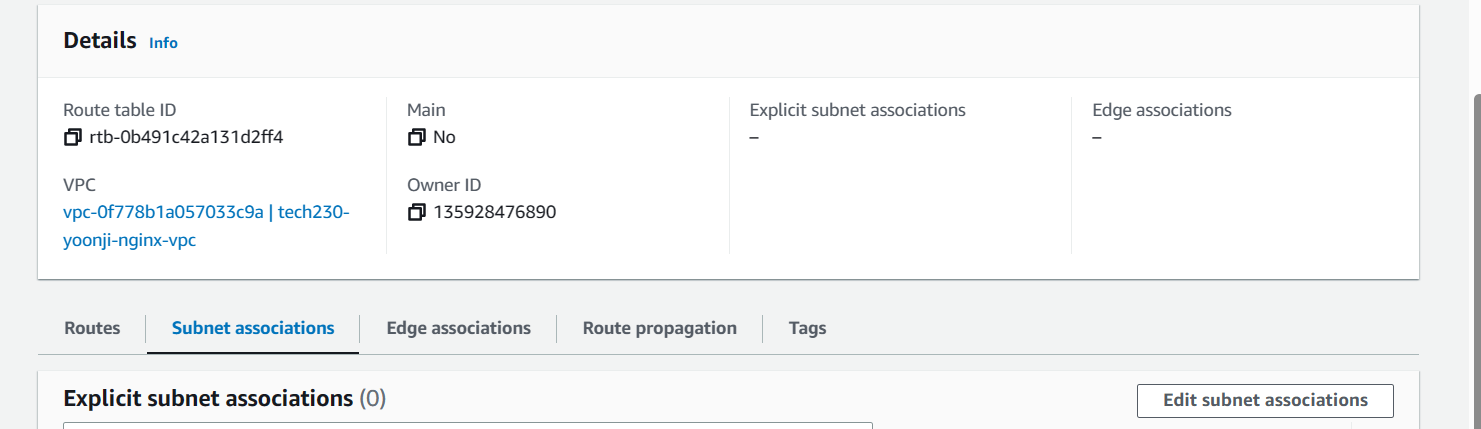 Details Info
Route table ID
rtb-0b491c42a131d2ff4
Main
No
Explicit subnet associations
–
Edge associations
–
VPC
vpc-0f778b1a057033c9a | tech230-
yoonji-nginx-vpc
Owner ID
135928476890
Routes
Subnet associations
Edge associations
Route propagation
Tags
Explicit subnet associations (0)
Edit subnet associations